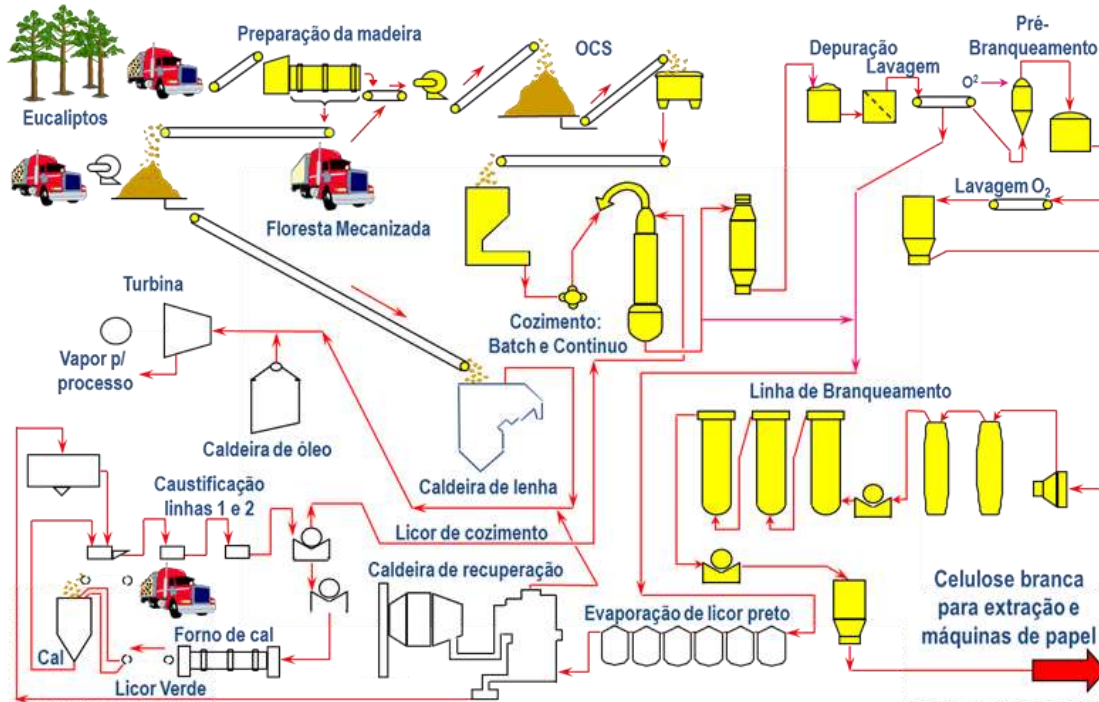 Preparação da madeira
OCS
Pré-
Branqueamento
Depuração
Lavagem
O²
Eucaliptos
Lavagem O₂
Floresta Mecanizada
Turbina
Cozimento:
Batch e Continuo
Vapor p/
processo
Linha de Branqueamento
Caldeira de óleo
Caldeira de lenha
Caustificação
linhas 1 e 2
Licor de cozimento
Caldeira de recuperação
Evaporação de licor preto
Celulose branca
para extração e
máquinas de papel
Forno de cal
Cal
Licor Verde